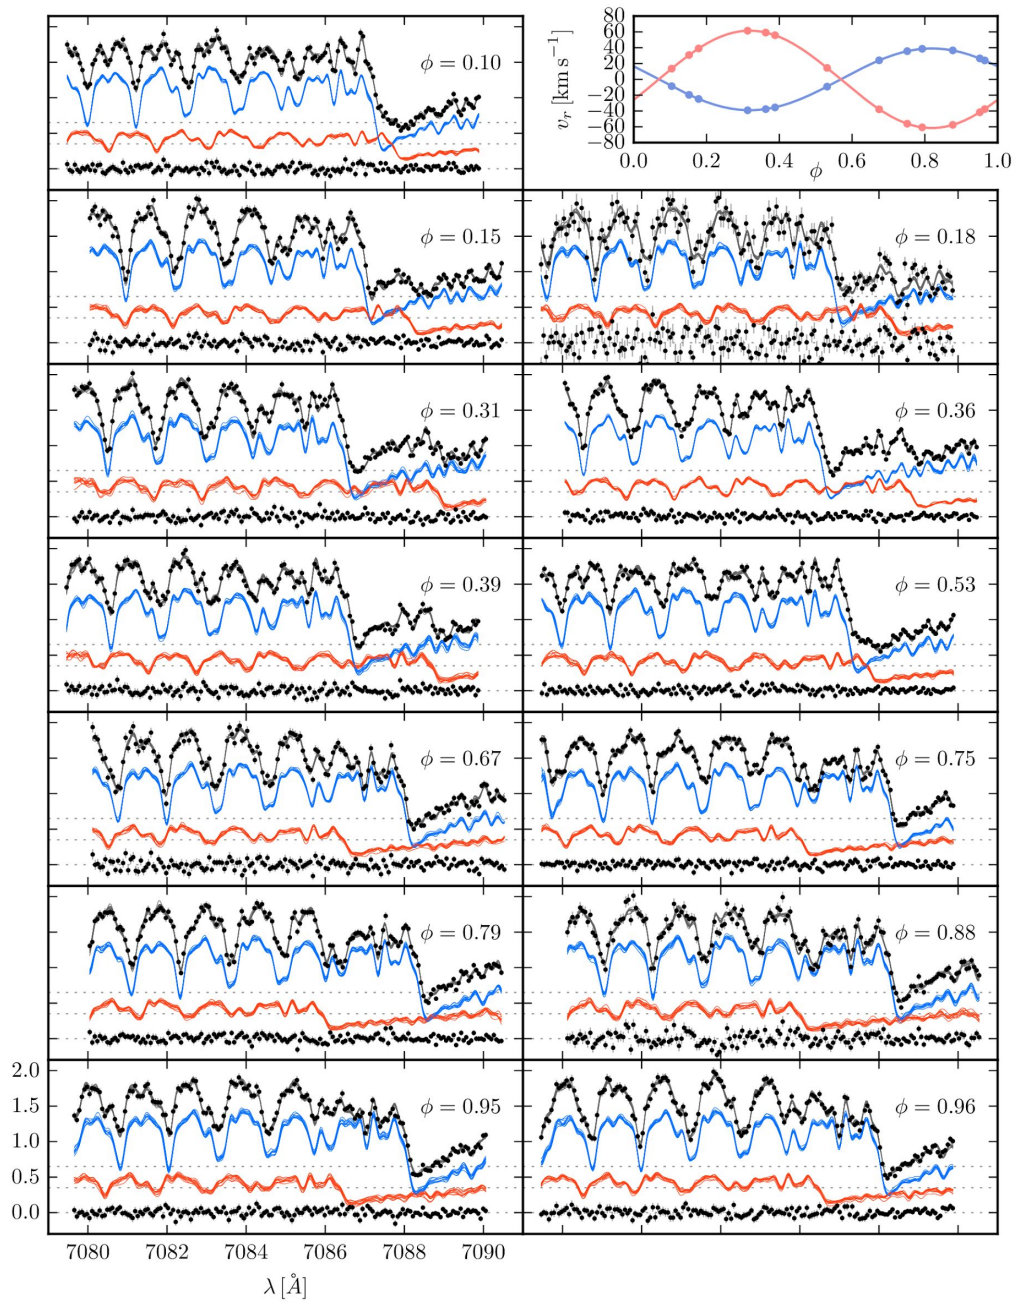 φ = 0.10
80
60
40
20
0
−20
−40
−60
−80
v_r [km s⁻¹]
0.0 0.2 0.4 0.6 0.8 1.0
φ
φ = 0.15
φ = 0.18
φ = 0.31
φ = 0.36
φ = 0.39
φ = 0.53
φ = 0.67
φ = 0.75
φ = 0.79
φ = 0.88
φ = 0.95
φ = 0.96
2.0
1.5
1.0
0.5
0.0
7080 7082 7084 7086 7088 7090
λ [Å]